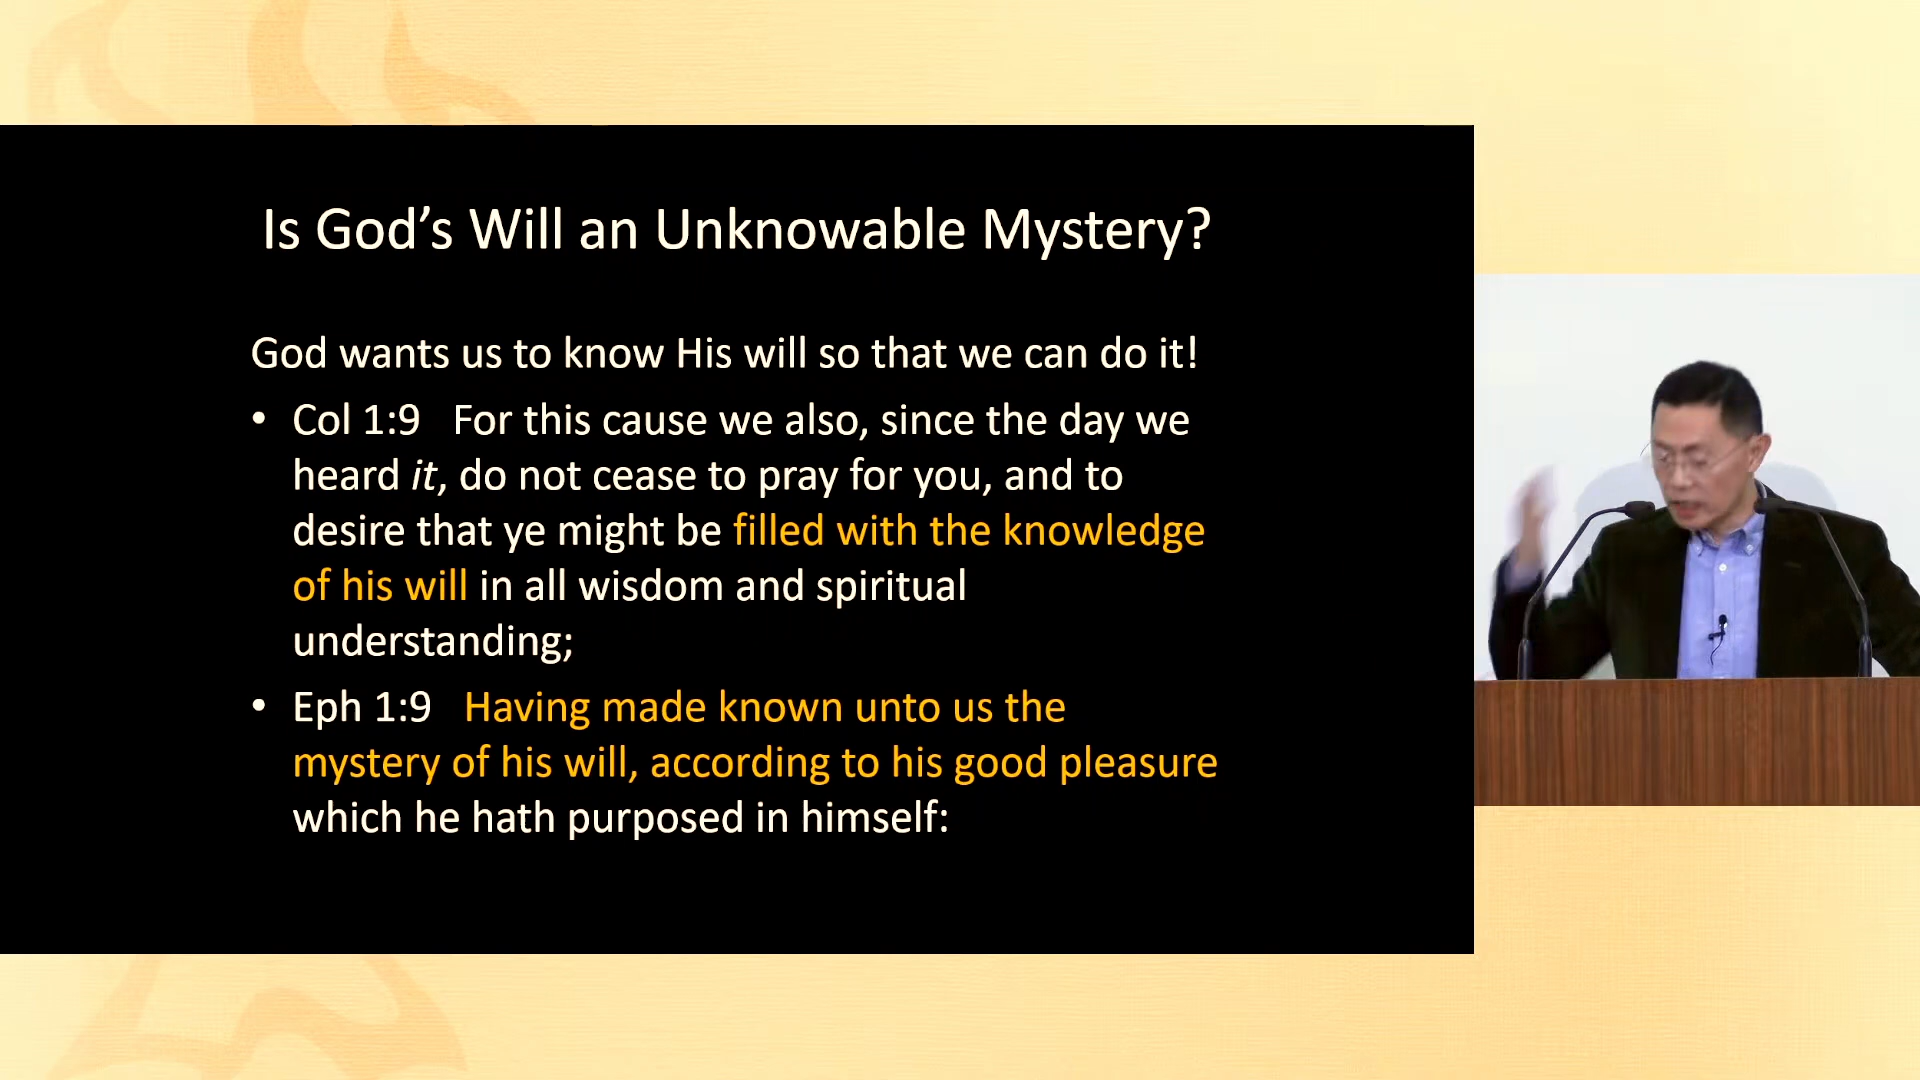 Is God’s Will an Unknowable Mystery?
God wants us to know His will so that we can do it!
• Col 1:9   For this cause we also, since the day we
heard it, do not cease to pray for you, and to
desire that ye might be filled with the knowledge
of his will in all wisdom and spiritual
understanding;
• Eph 1:9   Having made known unto us the
mystery of his will, according to his good pleasure
which he hath purposed in himself: